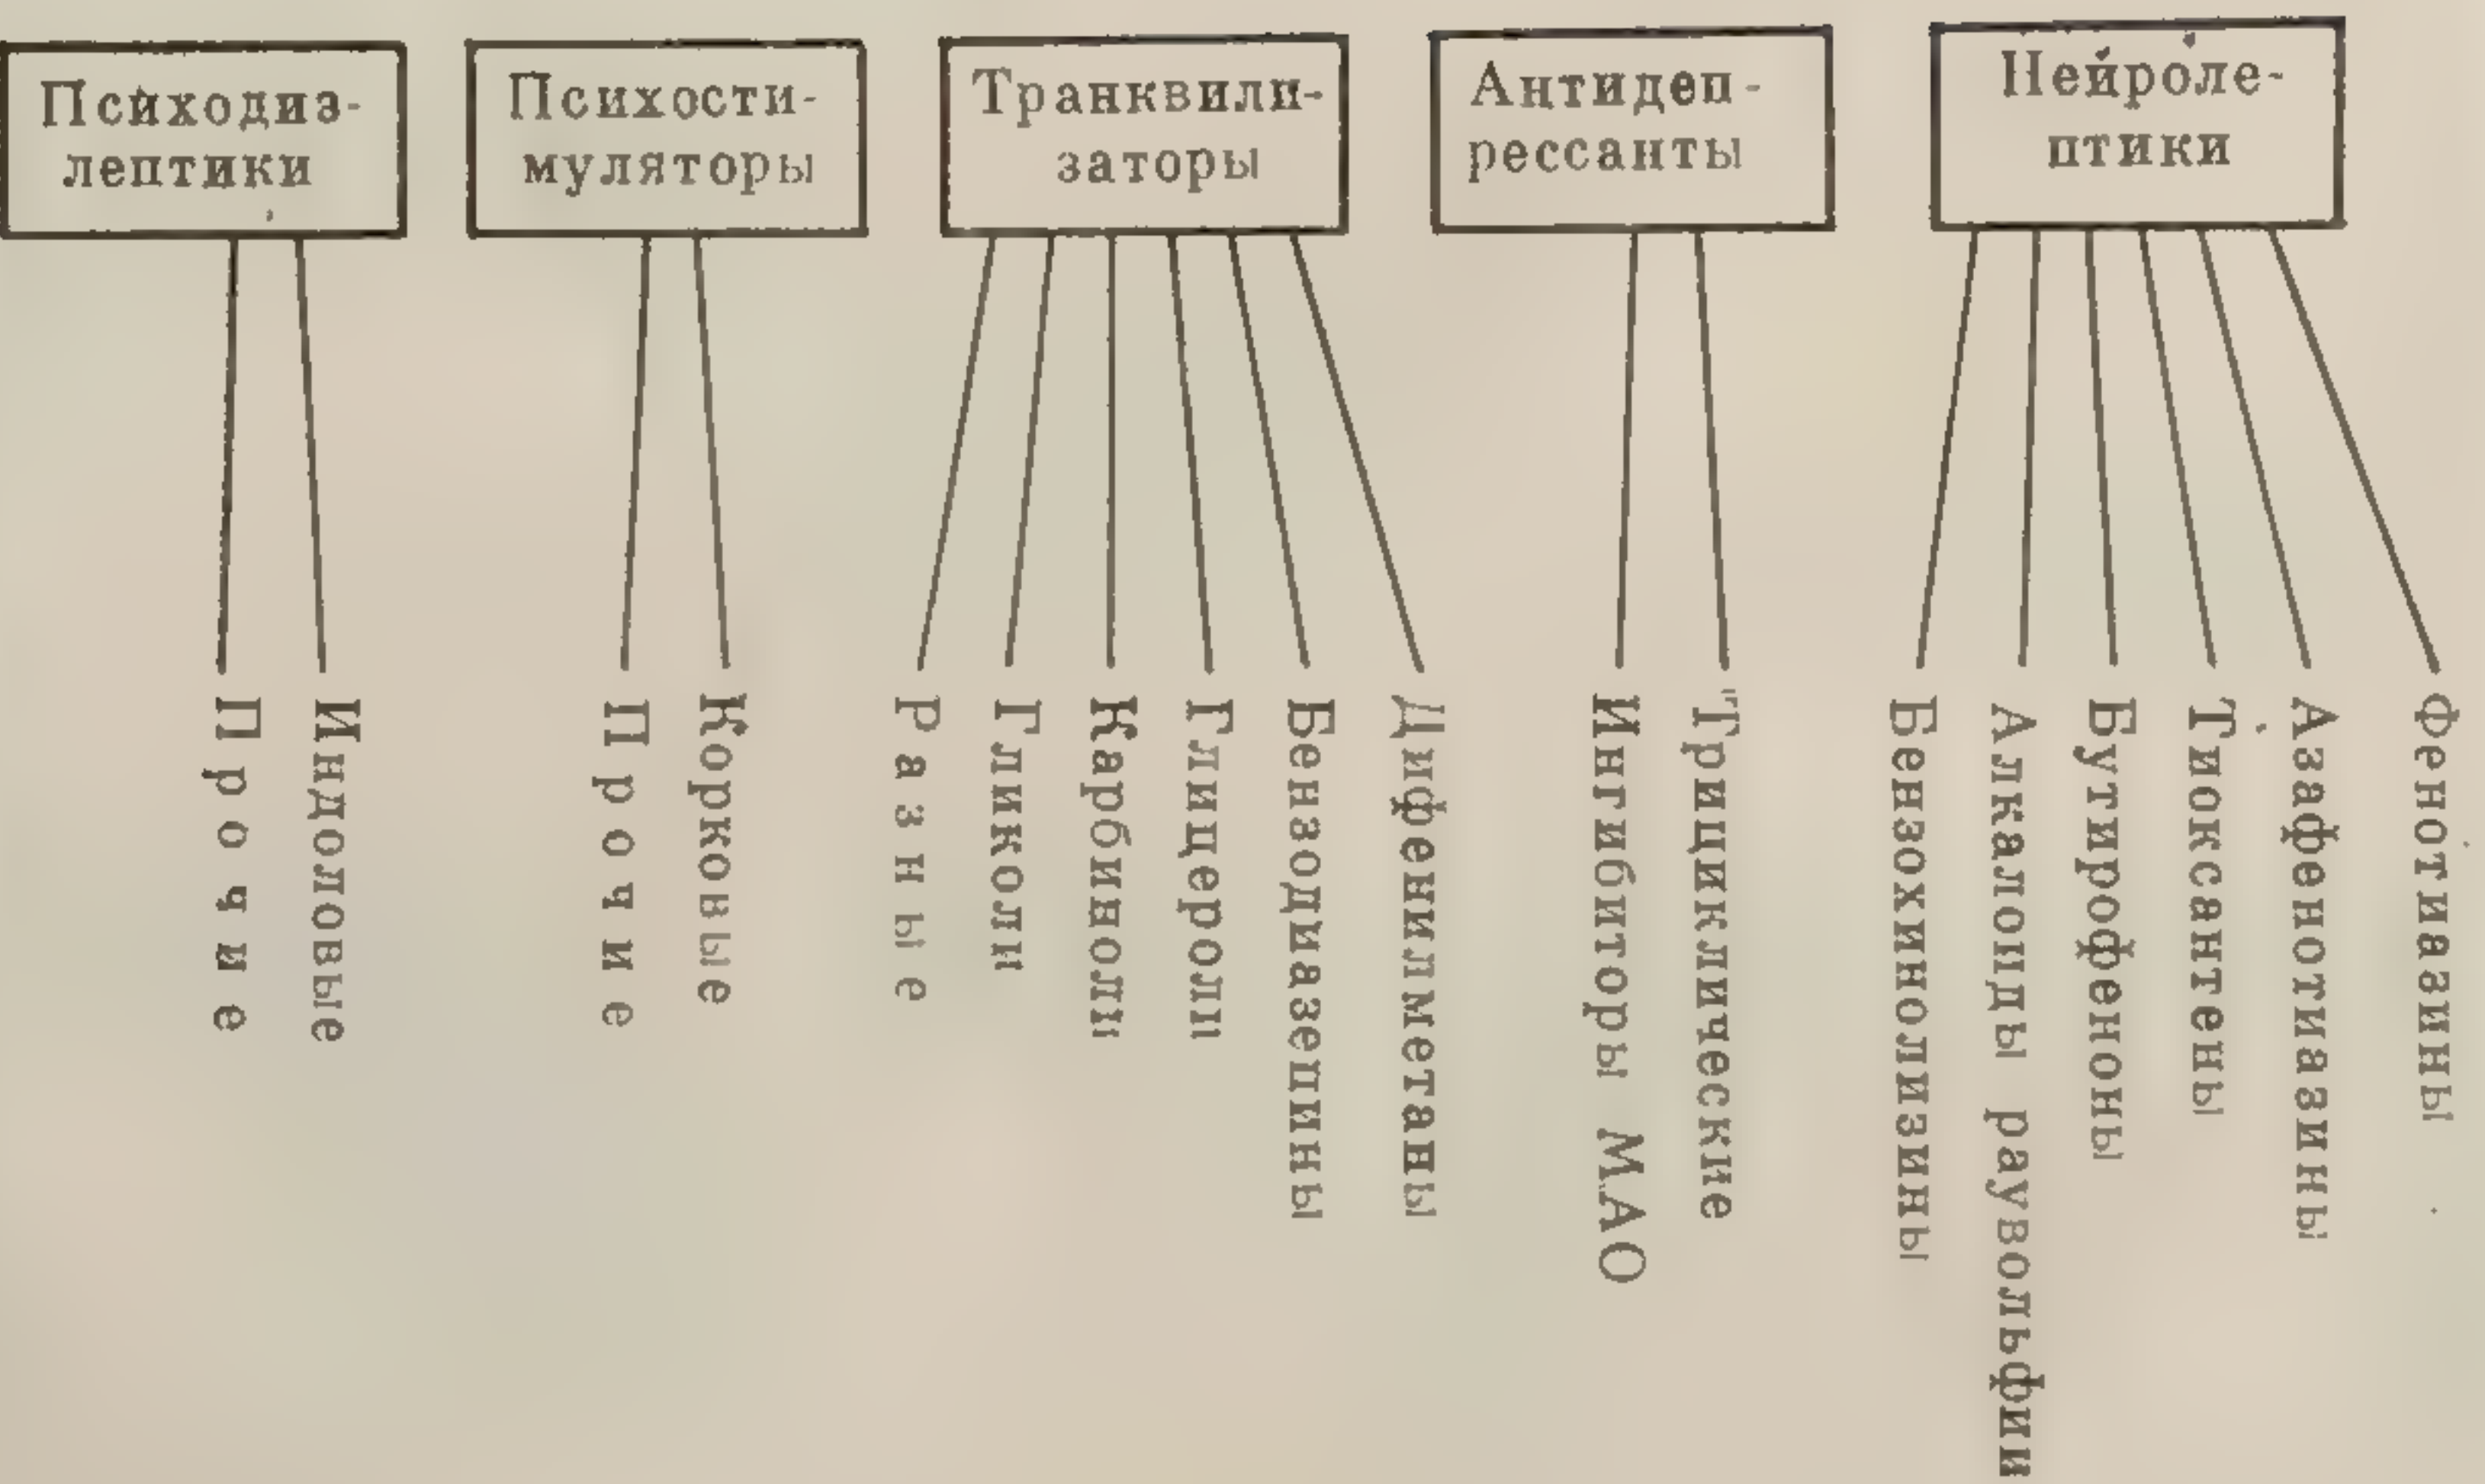 Психодиз-
лептики
Психости-
муляторы
Транквили-
заторы
Антидеп-
рессанты
Нейроле-
птики
Прочие
Индоловые
Прочие
Корковые
Разные
Гликоли
Карбинолы
Глицероли
Бензодиазепины
Дифенилметаны
Ингибиторы МАО
Трициклические
Бензохинолизины
Алкалоиды раувольфии
Бутирофеноны
Тиоксантены
Азафенотиазины
Фенотиазины